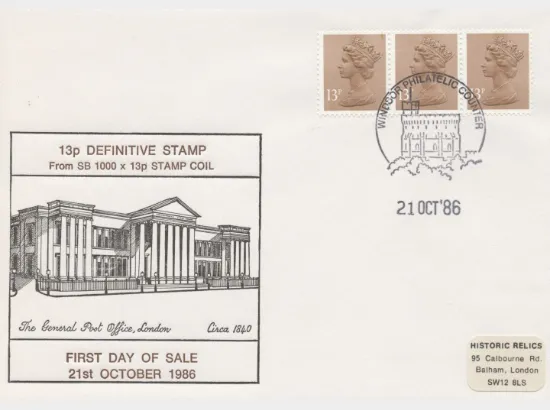 13P 13P 13P
WINDSOR PHILATELIC COUNTER
21 OCT '86
13p DEFINITIVE STAMP
From SB 1000 x 13p STAMP COIL
The General Post Office, London Circa 1840
FIRST DAY OF SALE
21st OCTOBER 1986
HISTORIC RELICS
95 Calbourne Rd.
Balham, London
SW12 8LS